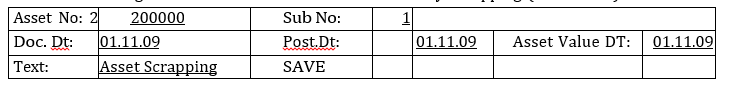 Asset No: 2 200000 Sub No: 1
Doc. Dt: 01.11.09 Post.Dt: 01.11.09 Asset Value DT: 01.11.09
Text: Asset Scrapping SAVE